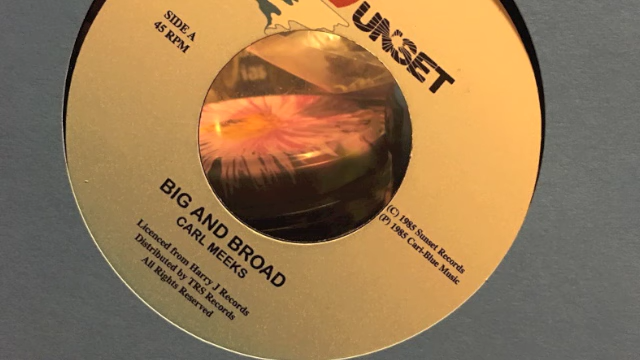 SIDE A
45 RPM
UNSET
BIG AND BROAD
CARL MEEKS
Licenced from Harry J Records
Distributed by TRS Records
All Rights Reserved
(C) 1985 Sunset Records
(P) 1985 Carl-Blue Music